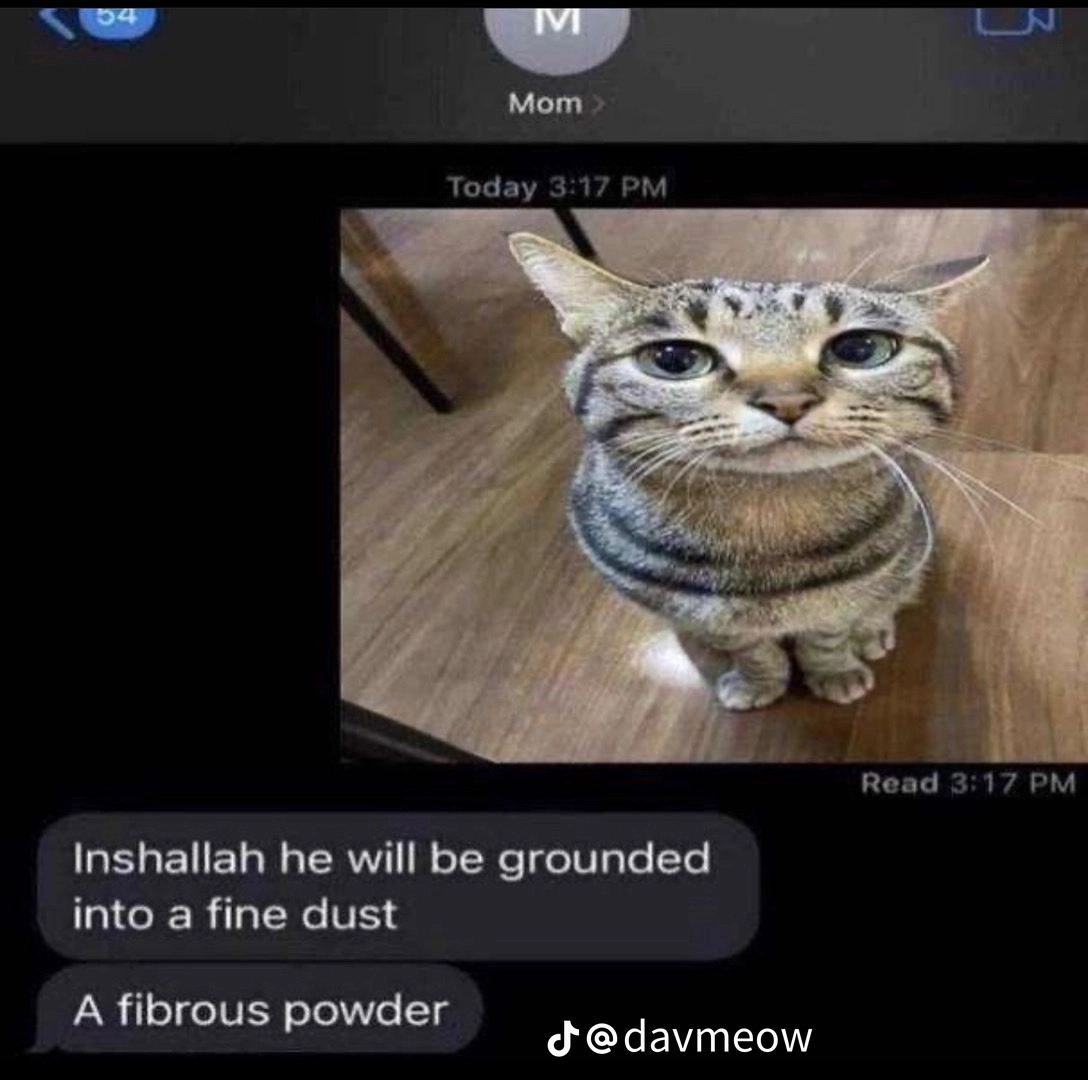 54
M
Mom >
Today 3:17 PM
Read 3:17 PM
Inshallah he will be grounded
into a fine dust
A fibrous powder
@davmeow